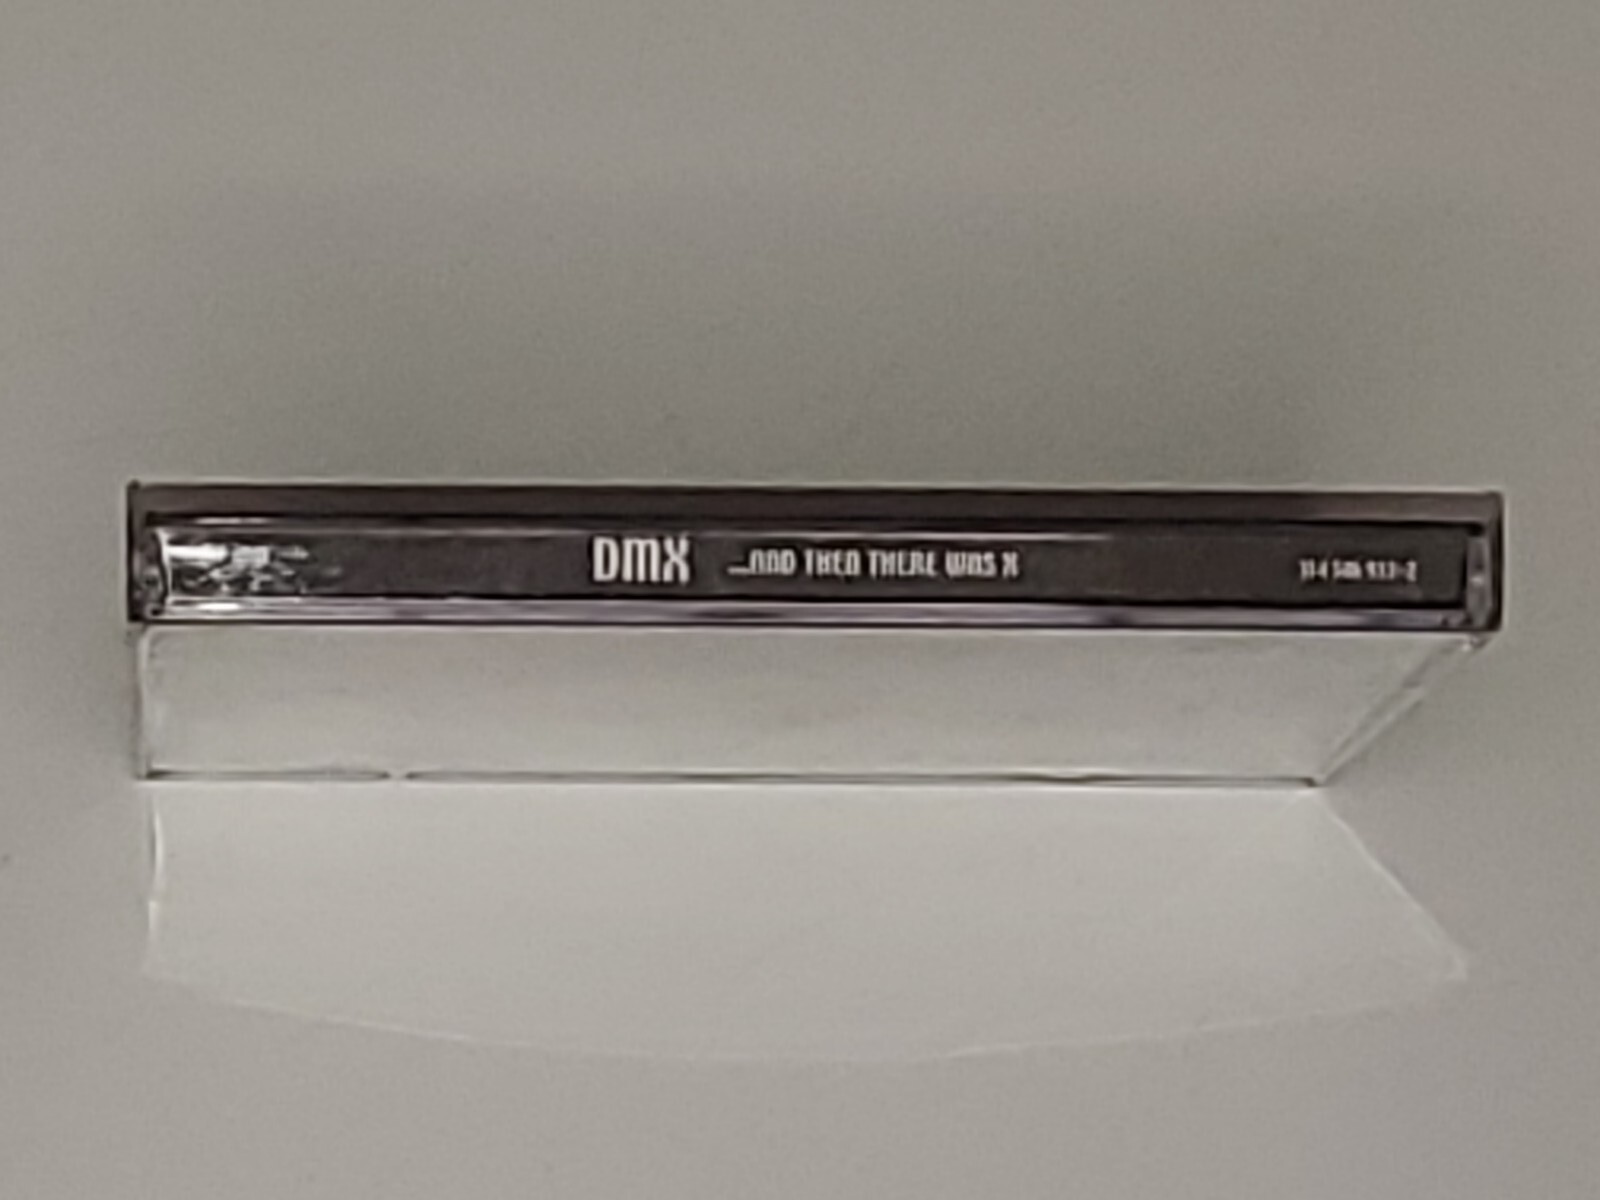 DMX ...AND THEN THERE WAS X 314 546 933-2